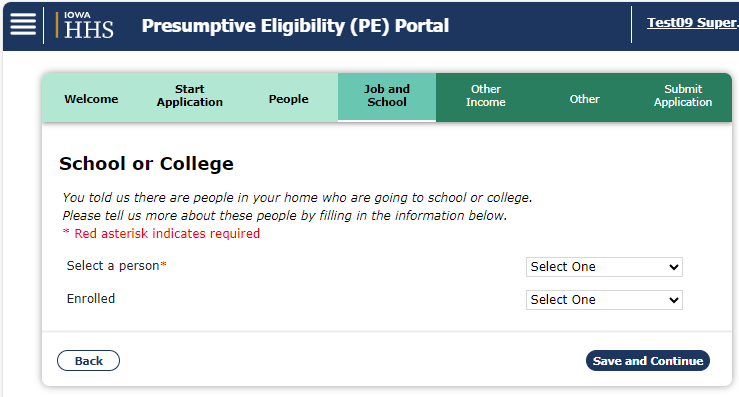 IOWA
HHS
Presumptive Eligibility (PE) Portal
Test09 Super.
Welcome
Start
Application
People
Job and
School
Other
Income
Other
Submit
Application
School or College
You told us there are people in your home who are going to school or college.
Please tell us more about these people by filling in the information below.
* Red asterisk indicates required
Select a person*
Select One
Enrolled
Select One
Back
Save and Continue